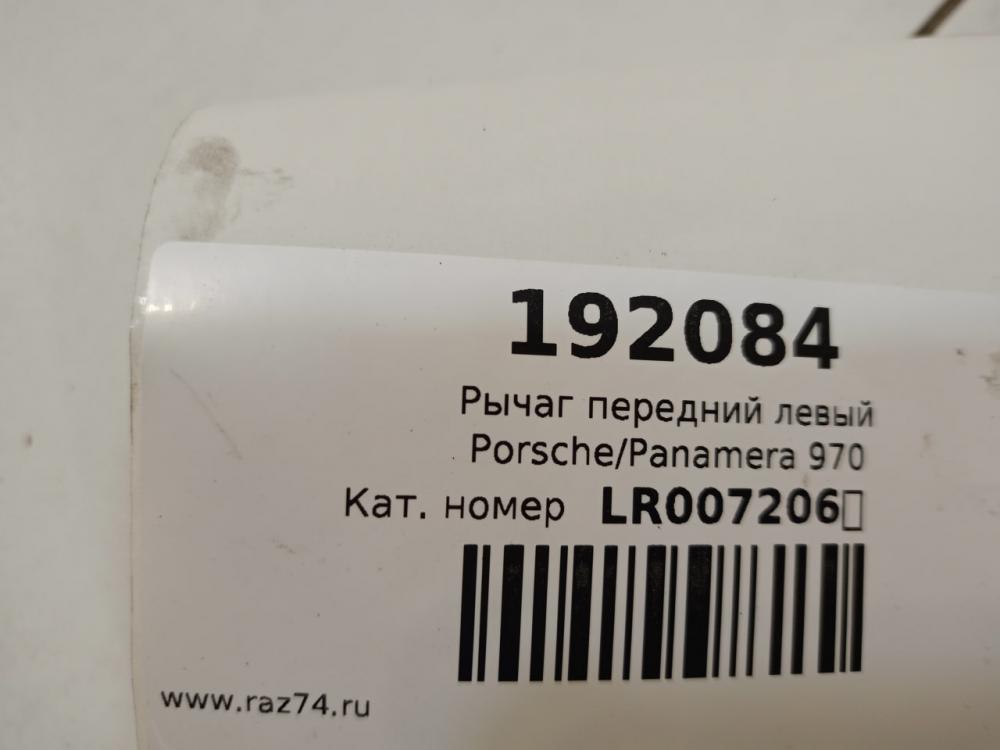 192084
Рычаг передний левый
Porsche/Panamera 970
Кат. номер LR007206▯
www.raz74.ru